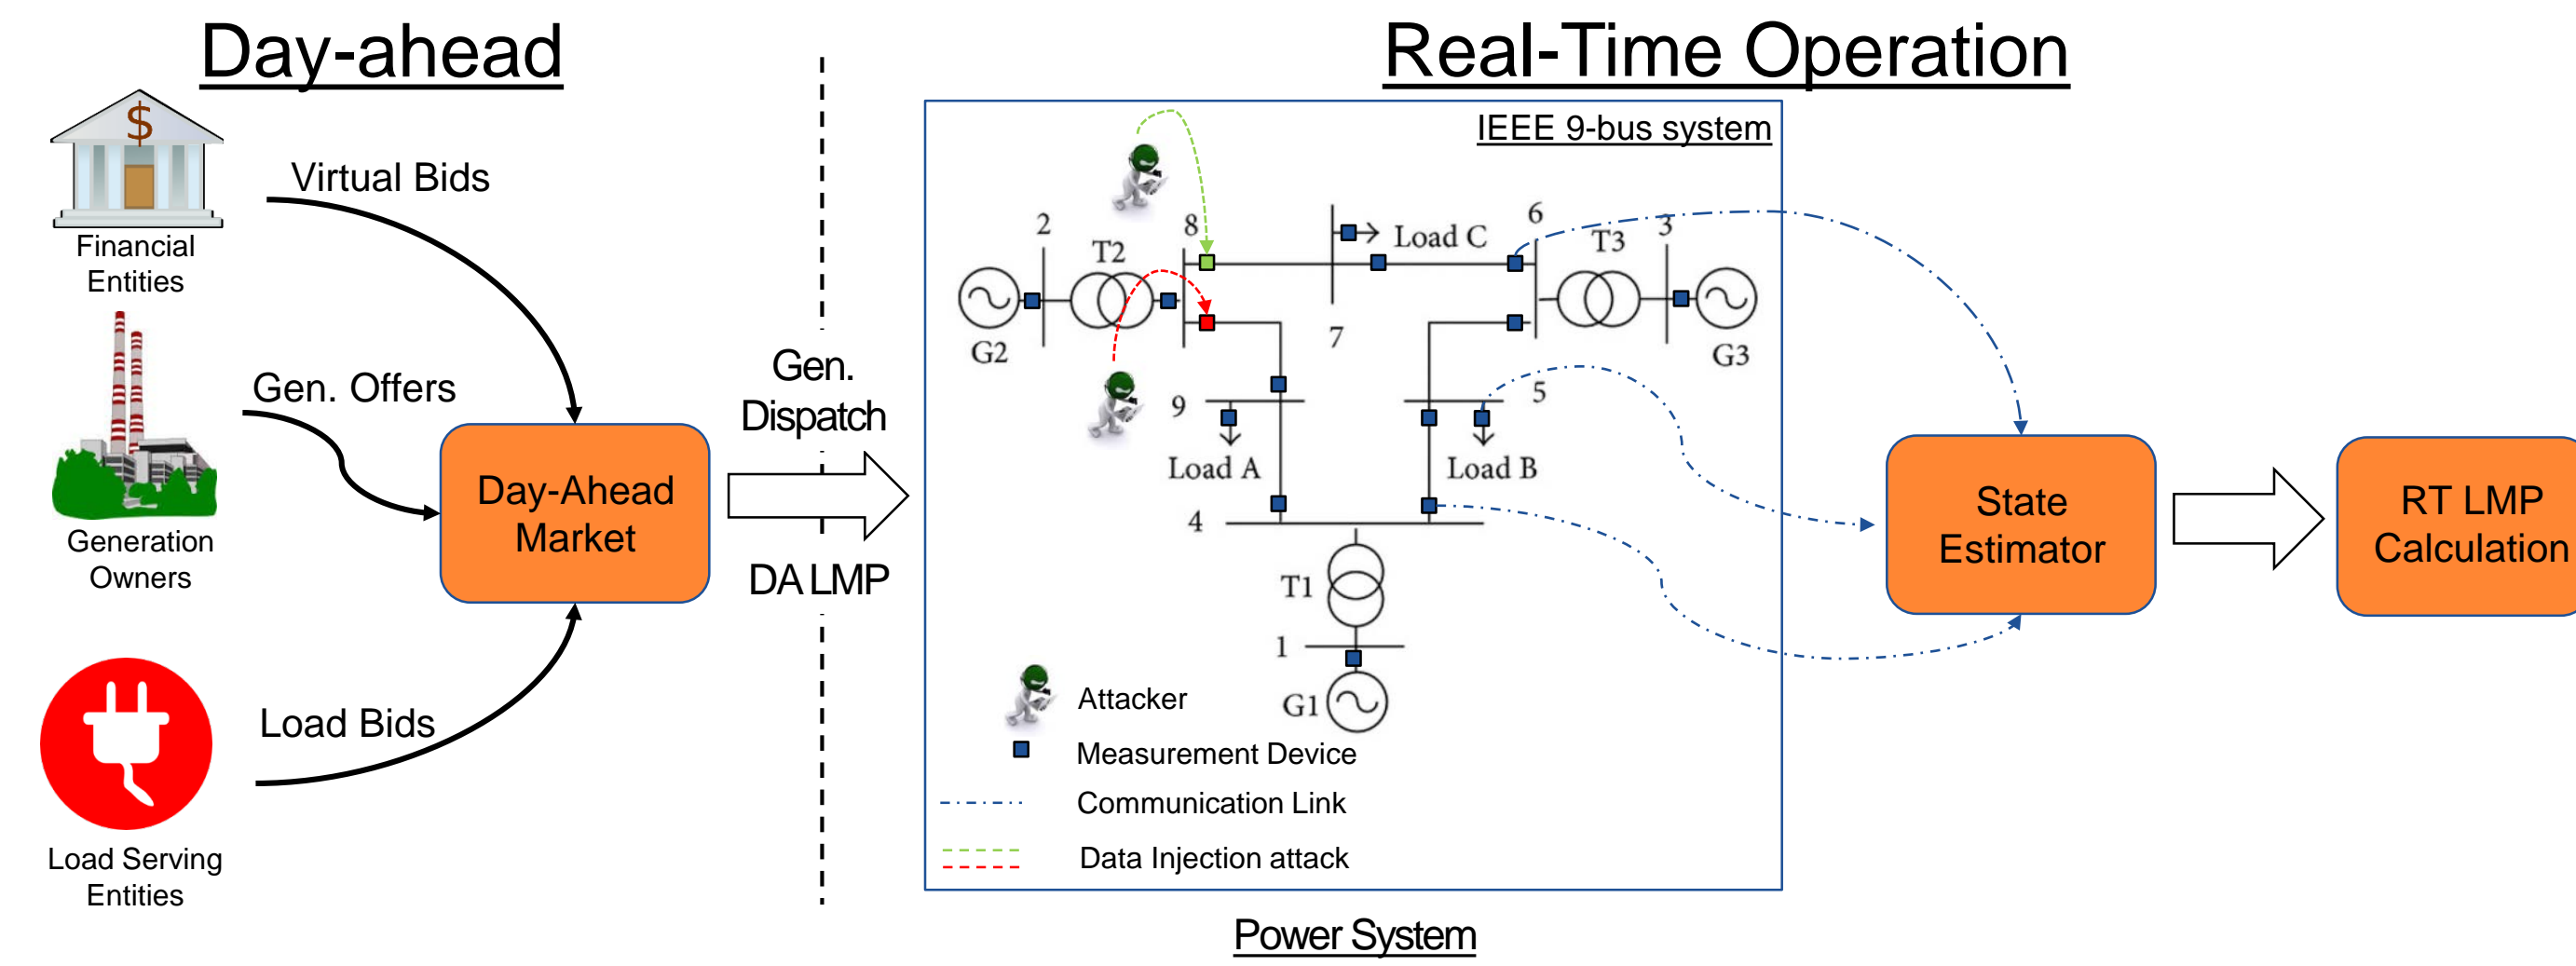 Day-ahead
Real-Time Operation
$
Financial
Entities
Virtual Bids
Generation
Owners
Gen. Offers
Load Serving
Entities
Load Bids
Day-Ahead
Market
Gen.
Dispatch
DA LMP
IEEE 9-bus system
2
T2
8
Load C
6
T3
3
G2
7
G3
9
5
Load A
Load B
4
T1
1
G1
Attacker
Measurement Device
Communication Link
Data Injection attack
Power System
State
Estimator
RT LMP
Calculation